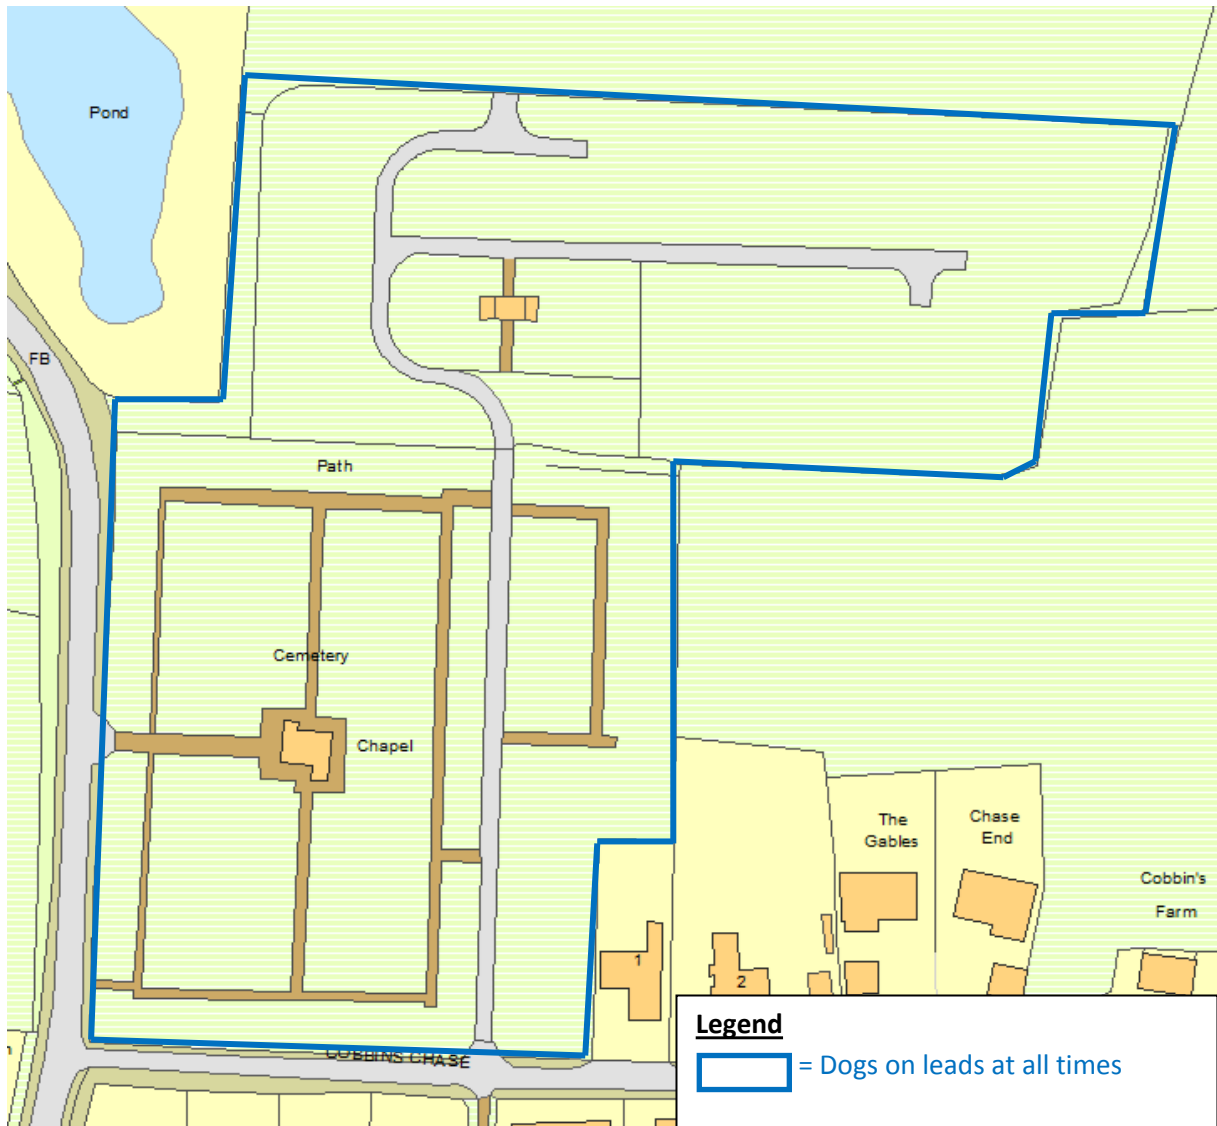 Pond
FB
Path
Cemetery
Chapel
The
Gables
Chase
End
Cobbin's
Farm
1
2
COBBINS CHASE
Legend
= Dogs on leads at all times